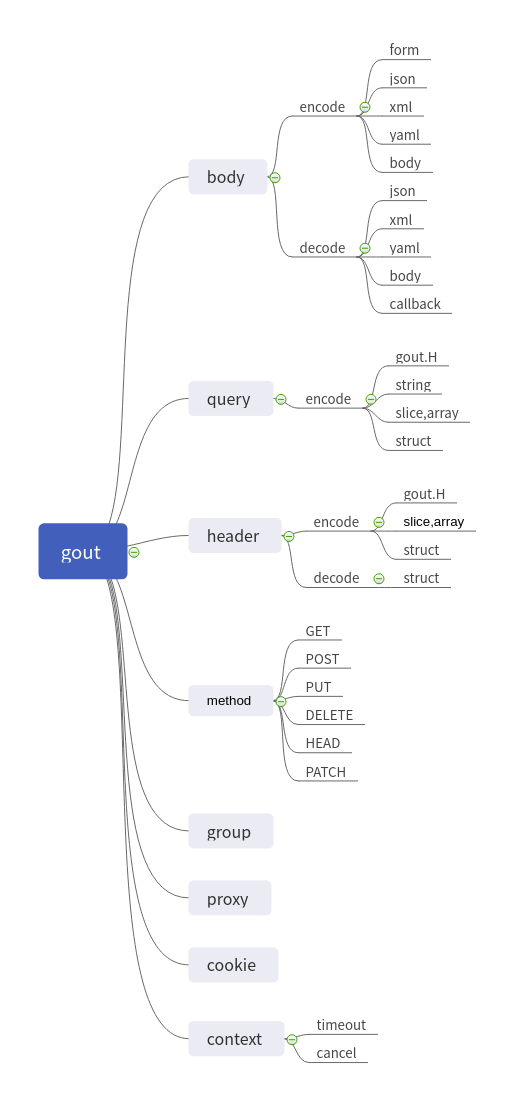 gout
body
encode
form
json
xml
yaml
body
decode
json
xml
yaml
body
callback
query
encode
gout.H
string
slice,array
struct
header
encode
gout.H
slice,array
struct
decode
struct
method
GET
POST
PUT
DELETE
HEAD
PATCH
group
proxy
cookie
context
timeout
cancel